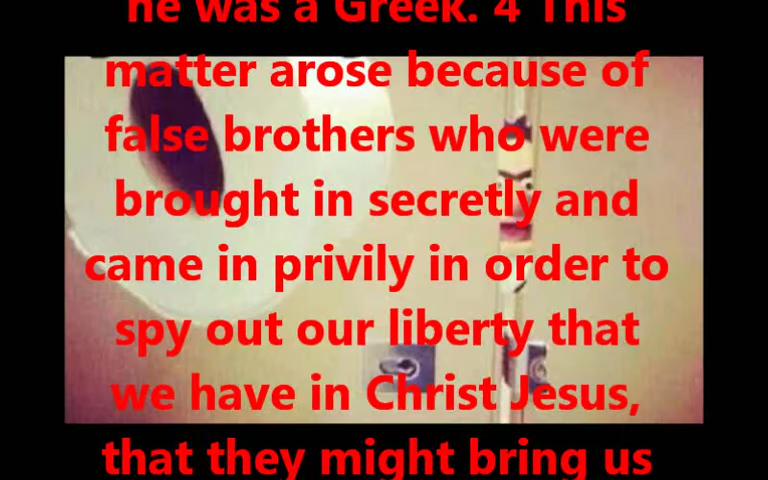 he was a Greek. 4 This
matter arose because of
false brothers who were
brought in secretly and
came in privily in order to
spy out our liberty that
we have in Christ Jesus,
that they might bring us